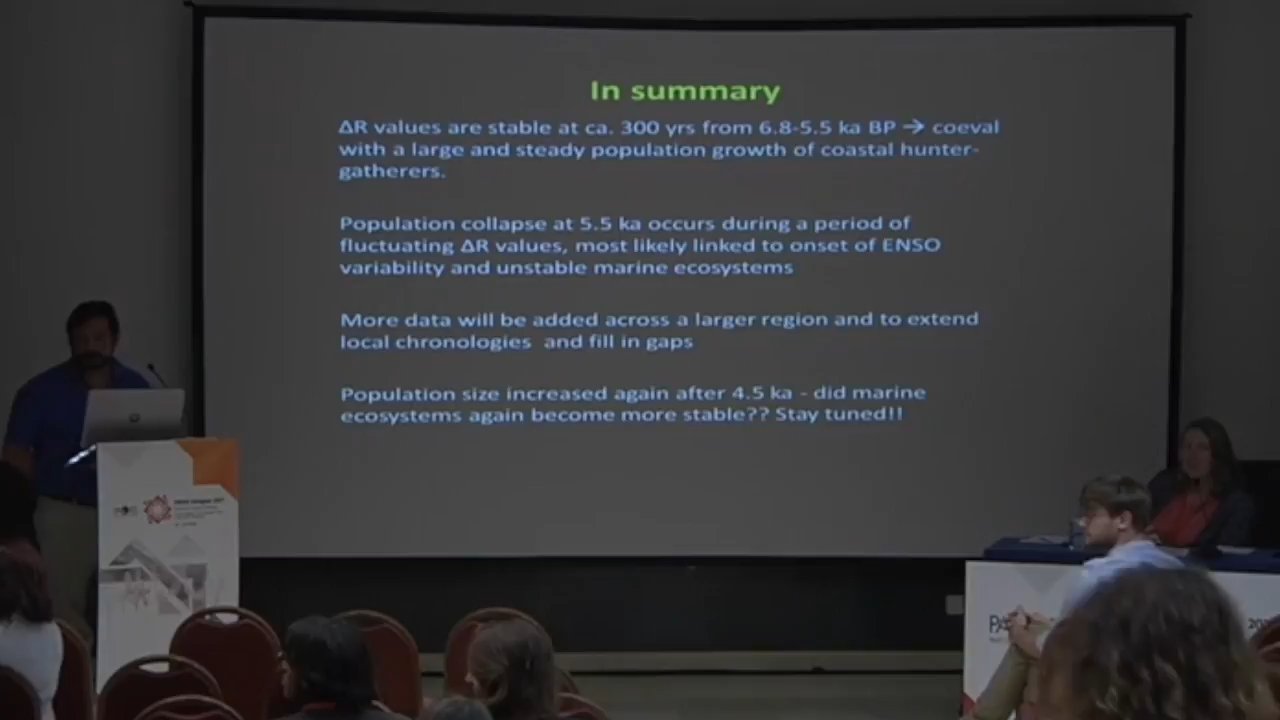 In summary
ΔR values are stable at ca. 300 yrs from 6.8-5.5 ka BP → coeval
with a large and steady population growth of coastal hunter-
gatherers.
Population collapse at 5.5 ka occurs during a period of
fluctuating ΔR values, most likely linked to onset of ENSO
variability and unstable marine ecosystems
More data will be added across a larger region and to extend
local chronologies  and fill in gaps
Population size increased again after 4.5 ka - did marine
ecosystems again become more stable?? Stay tuned!!